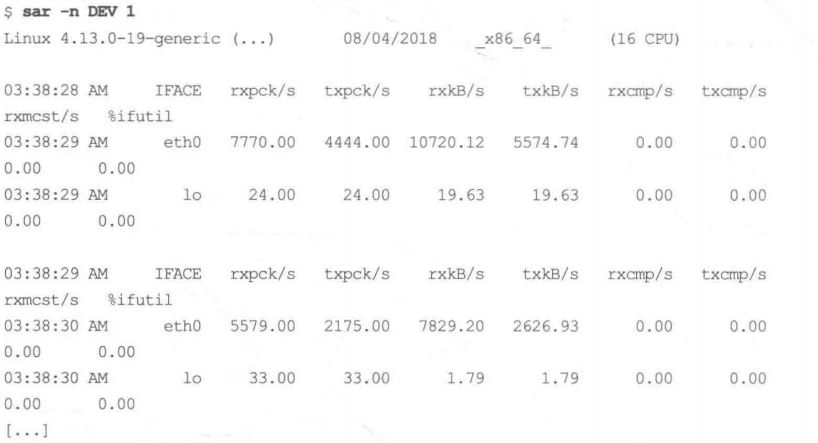 $ sar -n DEV 1
Linux 4.13.0-19-generic (...)        08/04/2018    _x86_64_      (16 CPU)

03:38:28 AM     IFACE   rxpck/s   txpck/s    rxkB/s    txkB/s   rxcmp/s   txcmp/s
rxmcst/s   %ifutil
03:38:29 AM      eth0   7770.00   4444.00  10720.12   5574.74      0.00      0.00
0.00      0.00
03:38:29 AM        lo     24.00     24.00     19.63     19.63      0.00      0.00
0.00      0.00

03:38:29 AM     IFACE   rxpck/s   txpck/s    rxkB/s    txkB/s   rxcmp/s   txcmp/s
rxmcst/s   %ifutil
03:38:30 AM      eth0   5579.00   2175.00   7829.20   2626.93      0.00      0.00
0.00      0.00
03:38:30 AM        lo     33.00     33.00      1.79      1.79      0.00      0.00
0.00      0.00
[...]